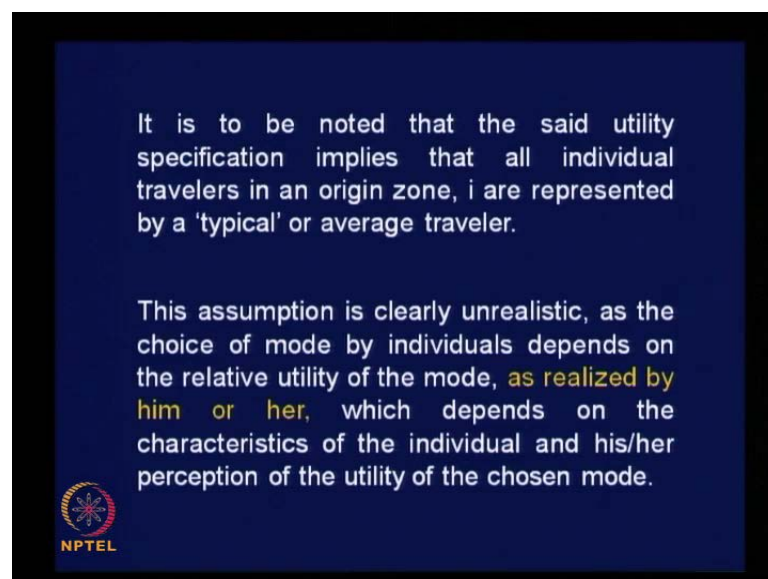 It is to be noted that the said utility
specification implies that all individual
travelers in an origin zone, i are represented
by a ‘typical’ or average traveler.
This assumption is clearly unrealistic, as the
choice of mode by individuals depends on
the relative utility of the mode, as realized by
him or her, which depends on the
characteristics of the individual and his/her
perception of the utility of the chosen mode.
NPTEL